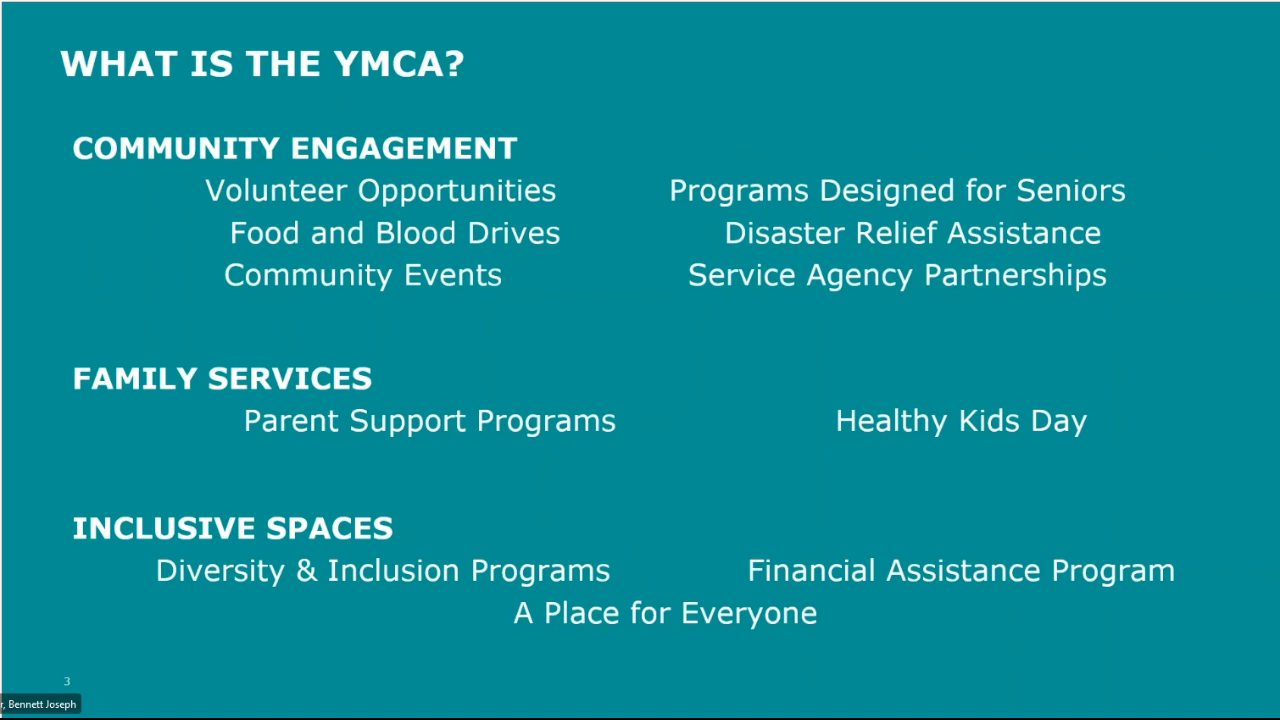 WHAT IS THE YMCA?
COMMUNITY ENGAGEMENT
Volunteer Opportunities Programs Designed for Seniors
Food and Blood Drives Disaster Relief Assistance
Community Events Service Agency Partnerships
FAMILY SERVICES
Parent Support Programs Healthy Kids Day
INCLUSIVE SPACES
Diversity & Inclusion Programs Financial Assistance Program
A Place for Everyone
3
r, Bennett Joseph